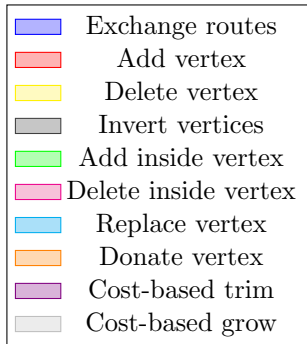 Exchange routes
Add vertex
Delete vertex
Invert vertices
Add inside vertex
Delete inside vertex
Replace vertex
Donate vertex
Cost-based trim
Cost-based grow